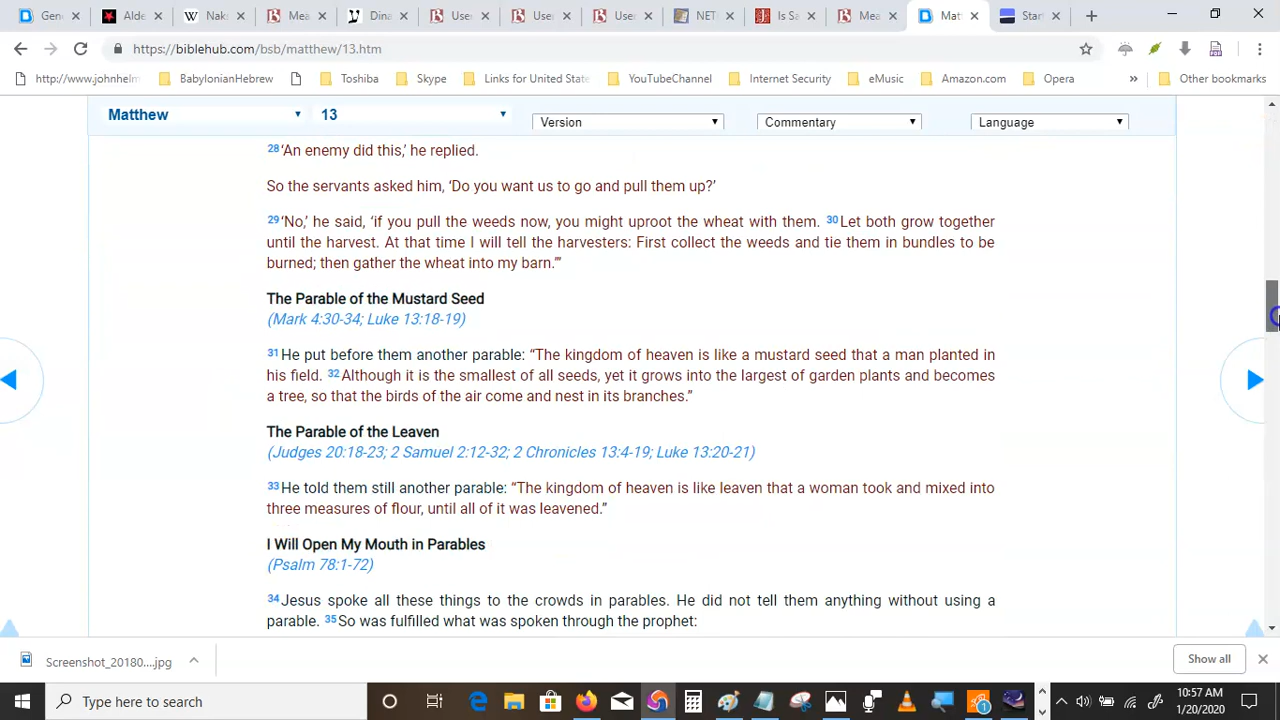 Gen
Alde
Nak
Mea
Dina
Use
User
User
NET
Is Sa
Mea
Mat
Start
https://biblehub.com/bsb/matthew/13.htm
http://www.johnhelm
BabylonianHebrew
Toshiba
Skype
Links for United State
YouTubeChannel
Internet Security
eMusic
Amazon.com
Opera
»
Other bookmarks
Matthew
13
Version
Commentary
Language
28 'An enemy did this,' he replied.
So the servants asked him, 'Do you want us to go and pull them up?'
29 'No,' he said, 'if you pull the weeds now, you might uproot the wheat with them. 30 Let both grow together
until the harvest. At that time I will tell the harvesters: First collect the weeds and tie them in bundles to be
burned; then gather the wheat into my barn.'”
The Parable of the Mustard Seed
(Mark 4:30-34; Luke 13:18-19)
31 He put before them another parable: “The kingdom of heaven is like a mustard seed that a man planted in
his field. 32 Although it is the smallest of all seeds, yet it grows into the largest of garden plants and becomes
a tree, so that the birds of the air come and nest in its branches.”
The Parable of the Leaven
(Judges 20:18-23; 2 Samuel 2:12-32; 2 Chronicles 13:4-19; Luke 13:20-21)
33 He told them still another parable: “The kingdom of heaven is like leaven that a woman took and mixed into
three measures of flour, until all of it was leavened.”
I Will Open My Mouth in Parables
(Psalm 78:1-72)
34 Jesus spoke all these things to the crowds in parables. He did not tell them anything without using a
parable. 35 So was fulfilled what was spoken through the prophet:
Screenshot_20180....jpg
Show all
Type here to search
10:57 AM
1/20/2020